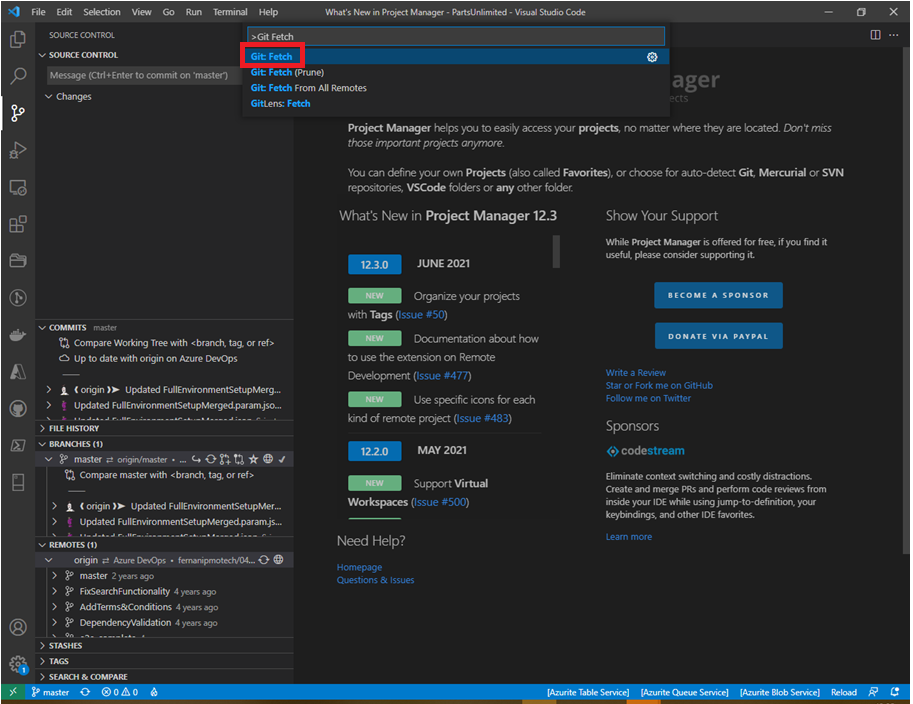 File Edit Selection View Go Run Terminal Help What's New in Project Manager - PartsUnlimited - Visual Studio Code
SOURCE CONTROL
SOURCE CONTROL
Message (Ctrl+Enter to commit on 'master')
Changes
>Git Fetch
Git: Fetch
Git: Fetch (Prune)
Git: Fetch From All Remotes
GitLens: Fetch
ager
ects
Project Manager helps you to easily access your projects, no matter where they are located. Don't miss
those important projects anymore.
You can define your own Projects (also called Favorites), or choose for auto-detect Git, Mercurial or SVN
repositories, VSCode folders or any other folder.
What's New in Project Manager 12.3
12.3.0 JUNE 2021
NEW Organize your projects
with Tags (Issue #50)
NEW Documentation about how
to use the extension on Remote
Development (Issue #477)
NEW Use specific icons for each
kind of remote project (Issue #483)
12.2.0 MAY 2021
NEW Support Virtual
Workspaces (Issue #500)
Need Help?
Homepage
Questions & Issues
Show Your Support
While Project Manager is offered for free, if you find it
useful, please consider supporting it.
BECOME A SPONSOR
DONATE VIA PAYPAL
Write a Review
Star or Fork me on GitHub
Follow me on Twitter
Sponsors
codestream
Eliminate context switching and costly distractions.
Create and merge PRs and perform code reviews from
inside your IDE while using jump-to-definition, your
keybindings, and other IDE favorites.
Learn more
COMMITS master
Compare Working Tree with <branch, tag, or ref>
Up to date with origin on Azure DevOps
origin Updated FullEnvironmentSetupMerg...
Updated FullEnvironmentSetupMerged.param.jso...
FILE HISTORY
BRANCHES (1)
master ⇄ origin/master • ...
Compare master with <branch, tag, or ref>
origin Updated FullEnvironmentSetupMer...
Updated FullEnvironmentSetupMerged.param.js...
REMOTES (1)
origin ⇄ Azure DevOps • fernanipmotech/04...
master 2 years ago
FixSearchFunctionality 4 years ago
AddTerms&Conditions 4 years ago
DependencyValidation 4 years ago
STASHES
TAGS
SEARCH & COMPARE
1
master 0 0 [Azurite Table Service] [Azurite Queue Service] [Azurite Blob Service] Reload